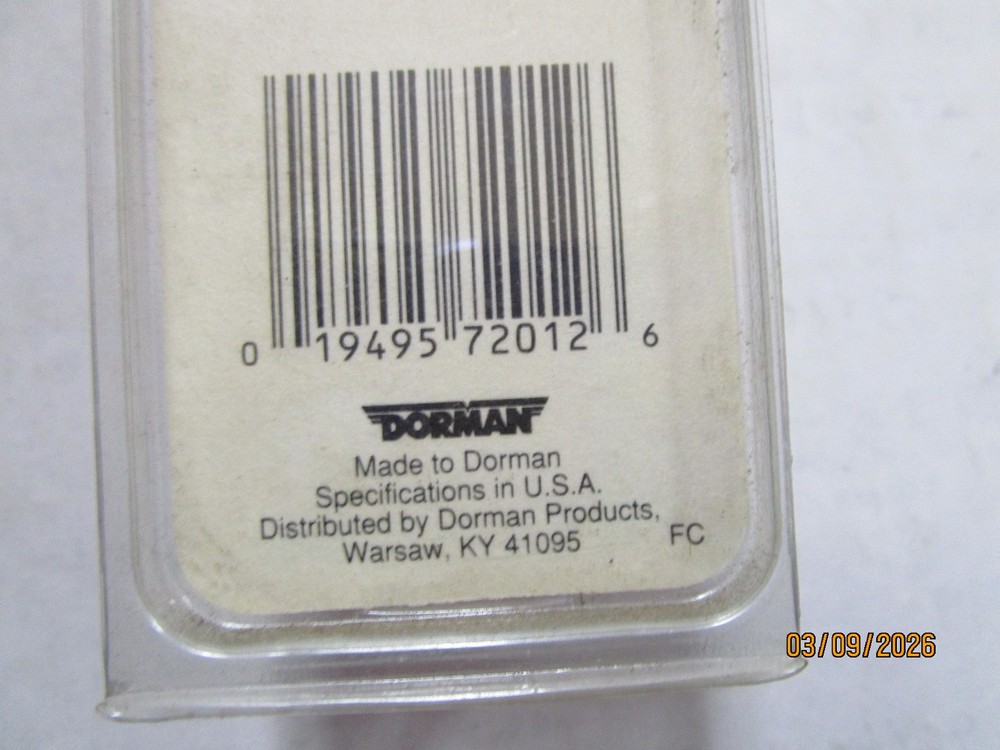 0 19495 72012 6
DORMAN
Made to Dorman
Specifications in U.S.A.
Distributed by Dorman Products,
Warsaw, KY 41095
FC
03/09/2026